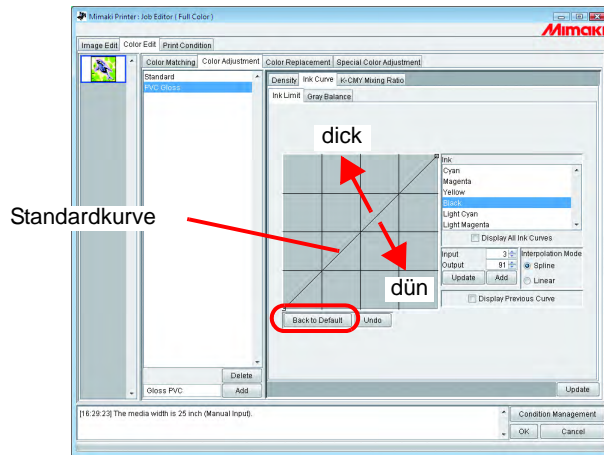 Mimaki Printer : Job Editor ( Full Color )
Mimaki
Image Edit Color Edit Print Condition
Color Matching Color Adjustment Color Replacement Special Color Adjustment
Standard
PVC Gloss
Density Ink Curve K-CMY Mixing Ratio
Ink Limit Gray Balance
dick
Standardkurve
dün
Ink
Cyan
Magenta
Yellow
Black
Light Cyan
Light Magenta
Display All Ink Curves
Input 3
Output 91
Update Add
Interpolation Mode
Spline
Linear
Display Previous Curve
Back to Default Undo
Delete
Gloss PVC Add
Update
[16:29:23] The media width is 25 inch (Manual Input).
Condition Management
OK Cancel